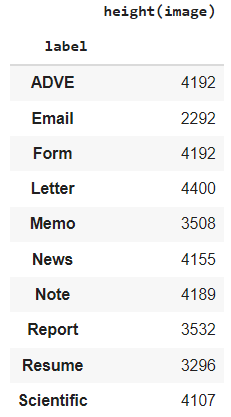 height(image)
label
ADVE 4192
Email 2292
Form 4192
Letter 4400
Memo 3508
News 4155
Note 4189
Report 3532
Resume 3296
Scientific 4107